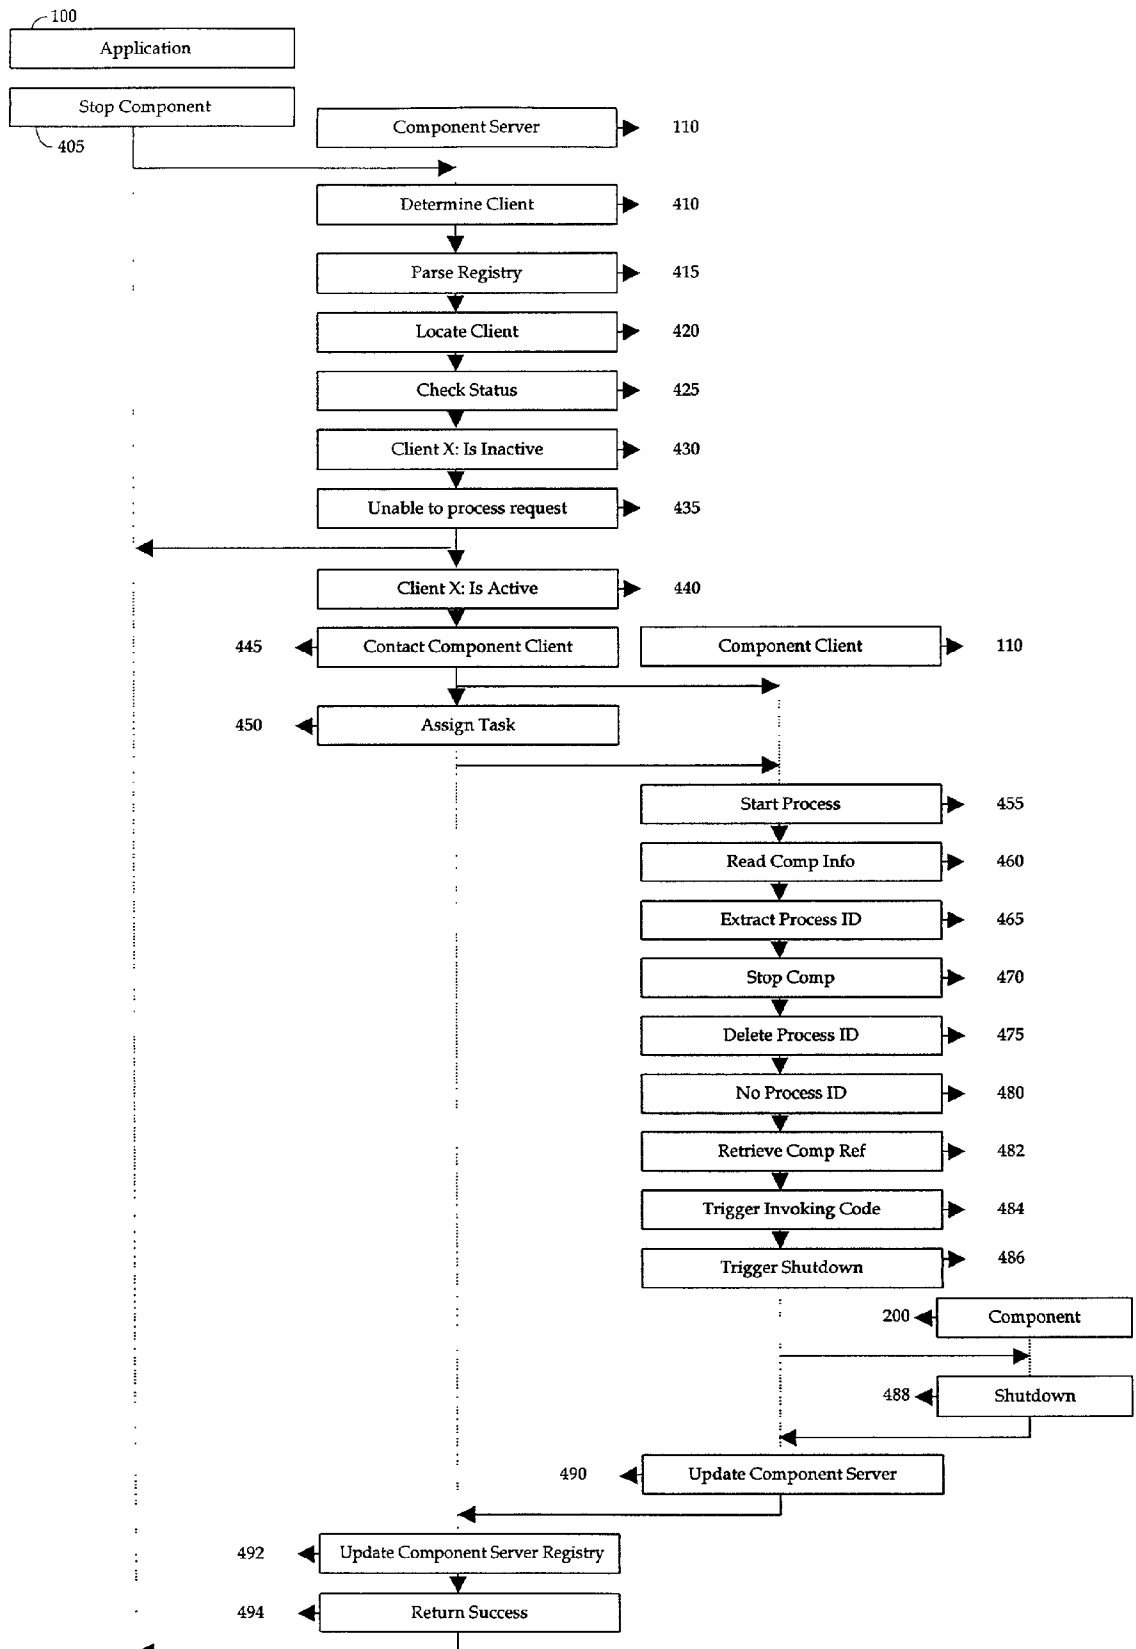 100
Application
Stop Component
405
Component Server 110
Determine Client 410
Parse Registry 415
Locate Client 420
Check Status 425
Client X: Is Inactive 430
Unable to process request 435
Client X: Is Active 440
445 Contact Component Client
Component Client 110
450 Assign Task
Start Process 455
Read Comp Info 460
Extract Process ID 465
Stop Comp 470
Delete Process ID 475
No Process ID 480
Retrieve Comp Ref 482
Trigger Invoking Code 484
Trigger Shutdown 486
200 Component
488 Shutdown
490 Update Component Server
492 Update Component Server Registry
494 Return Success